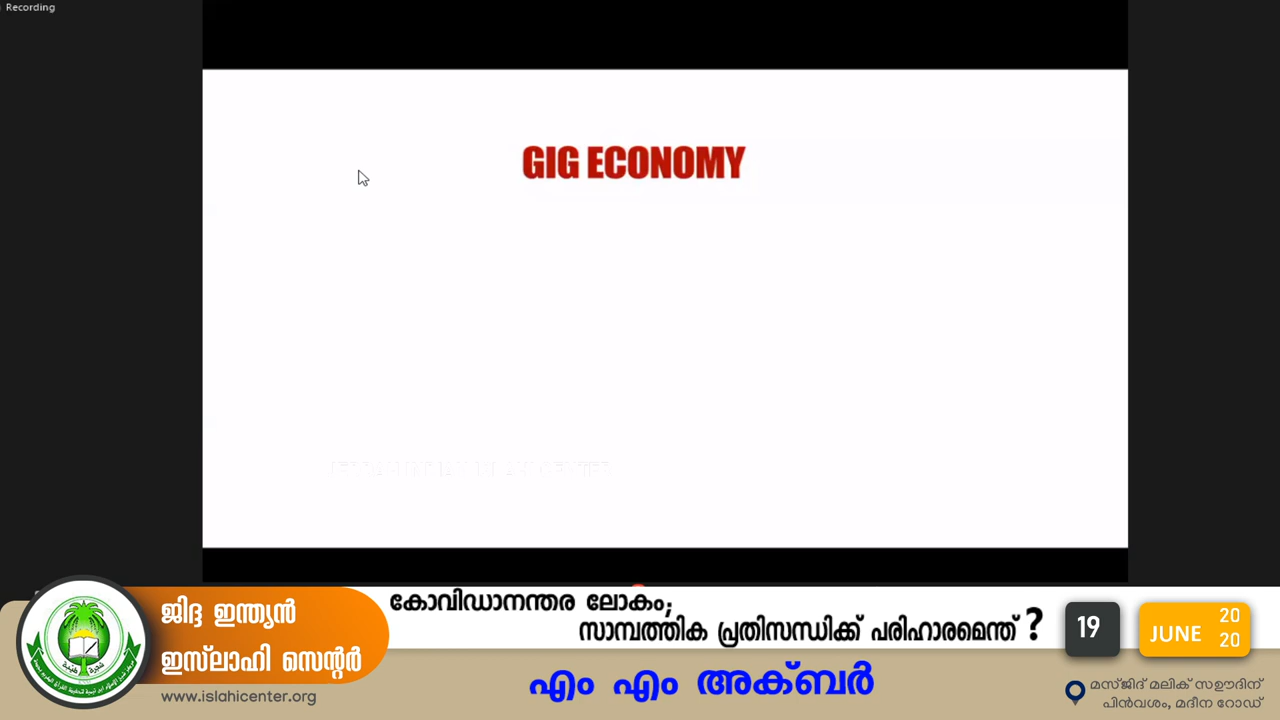 Recording
GIG ECONOMY
ജിദ്ദ ഇന്ത്യൻ
ഇസ്‌ലാഹി സെന്റർ
www.islahicenter.org
കോവിഡാനന്തര ലോകം;
സാമ്പത്തിക പ്രതിസന്ധിക്ക് പരിഹാരമെന്ത് ?
എം എം അക്ബർ
19
JUNE
20
20
മസ്ജിദ് മലിക് സഊദിന്
പിൻവശം, മദീന റോഡ്